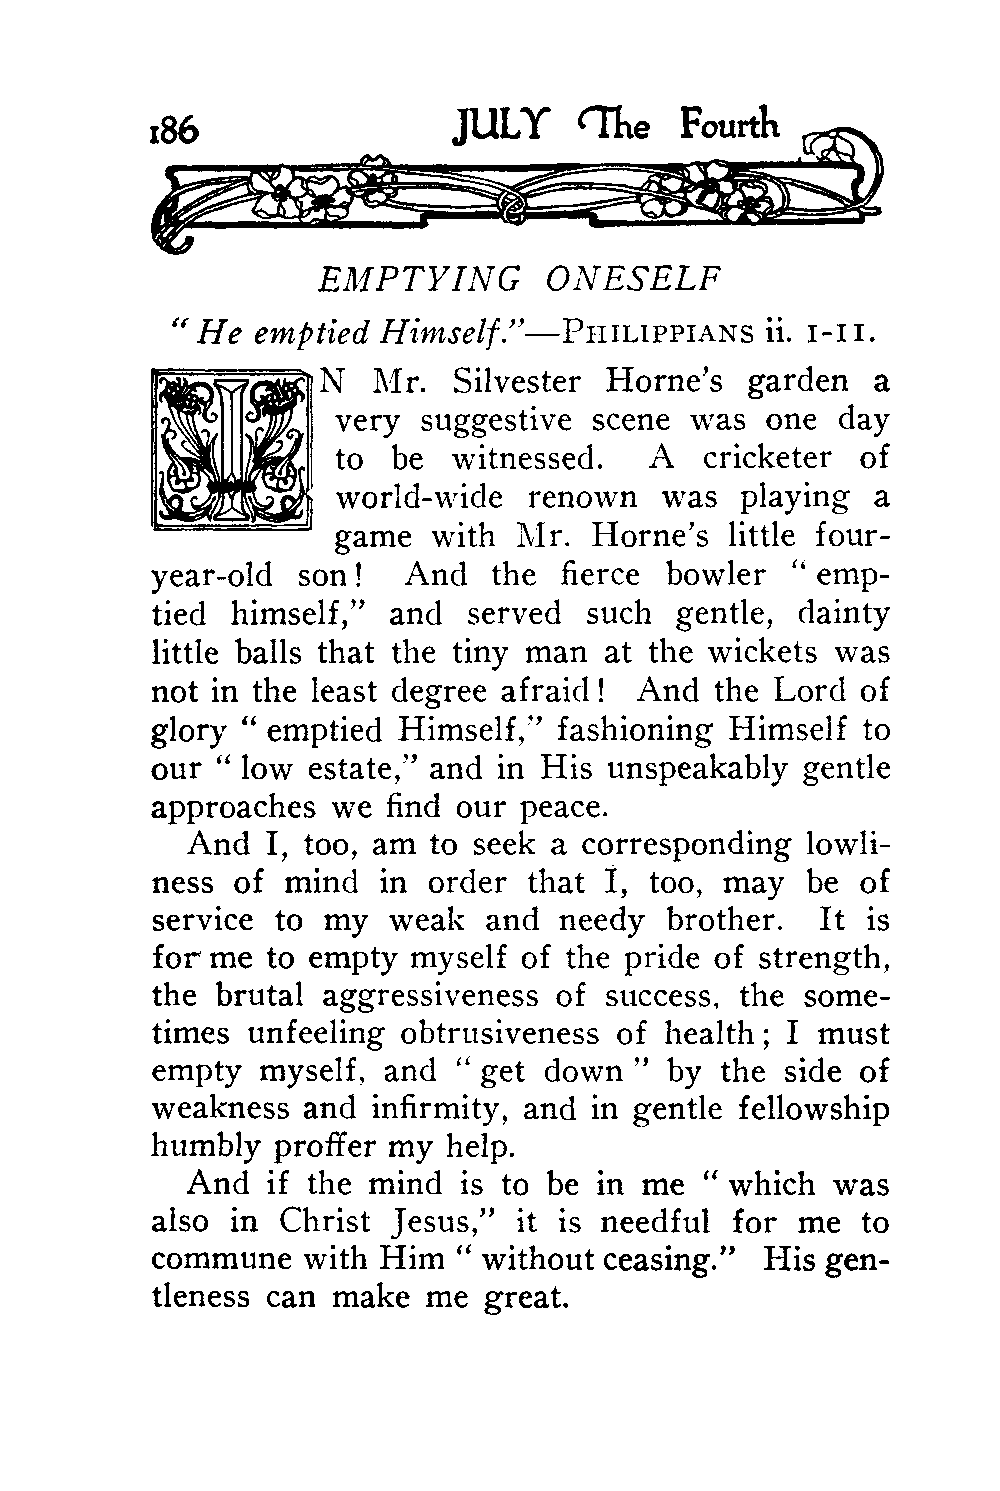 186 JULY The Fourth
EMPTYING ONESELF
“ He emptied Himself.”—PHILIPPIANS ii. 1-11.
IN Mr. Silvester Horne’s garden a
very suggestive scene was one day
to be witnessed. A cricketer of
world-wide renown was playing a
game with Mr. Horne’s little four-
year-old son! And the fierce bowler “ emp-
tied himself,” and served such gentle, dainty
little balls that the tiny man at the wickets was
not in the least degree afraid! And the Lord of
glory “ emptied Himself,” fashioning Himself to
our “ low estate,” and in His unspeakably gentle
approaches we find our peace.
And I, too, am to seek a corresponding lowli-
ness of mind in order that I, too, may be of
service to my weak and needy brother. It is
for me to empty myself of the pride of strength,
the brutal aggressiveness of success, the some-
times unfeeling obtrusiveness of health; I must
empty myself, and “ get down ” by the side of
weakness and infirmity, and in gentle fellowship
humbly proffer my help.
And if the mind is to be in me “ which was
also in Christ Jesus,” it is needful for me to
commune with Him “ without ceasing.” His gen-
tleness can make me great.